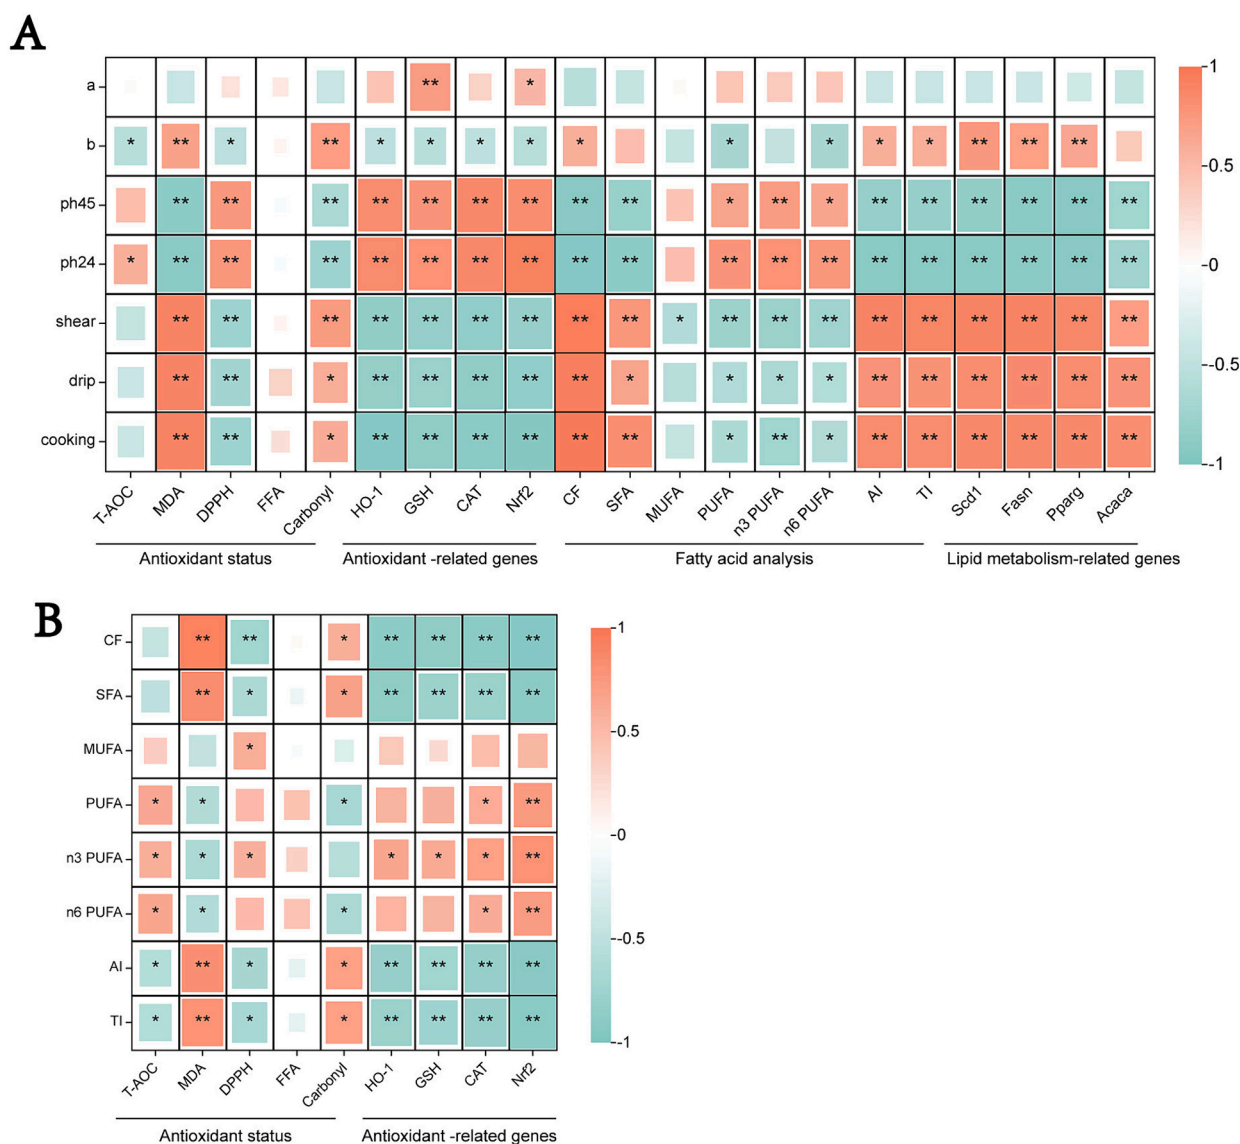 A
a ** *
b * ** * ** * * * * * * * * * ** ** **
ph45 ** ** ** ** ** ** ** ** ** * ** * ** ** ** ** ** **
ph24 * ** ** ** ** ** ** ** ** ** ** ** ** ** ** ** ** ** **
shear ** ** ** ** ** ** ** ** ** * ** ** ** ** ** ** ** ** **
drip ** ** * ** ** ** ** ** * * * * ** ** ** ** ** **
cooking ** ** * ** ** ** ** ** ** * ** * ** ** ** ** ** **
1
0.5
0
-0.5
-1
T-AOC MDA DPPH FFA Carbonyl HO-1 GSH CAT Nrf2 CF SFA MUFA PUFA n3 PUFA n6 PUFA AI TI Scd1 Fasn Pparg Acaca
Antioxidant status Antioxidant -related genes Fatty acid analysis Lipid metabolism-related genes
B
CF ** ** * ** ** ** **
SFA ** * * ** ** ** **
MUFA *
PUFA * * * * **
n3 PUFA * * * * * * **
n6 PUFA * * * * **
AI * ** * * ** ** ** **
TI * ** * * ** ** ** **
1
0.5
0
-0.5
-1
T-AOC MDA DPPH FFA Carbonyl HO-1 GSH CAT Nrf2
Antioxidant status Antioxidant -related genes